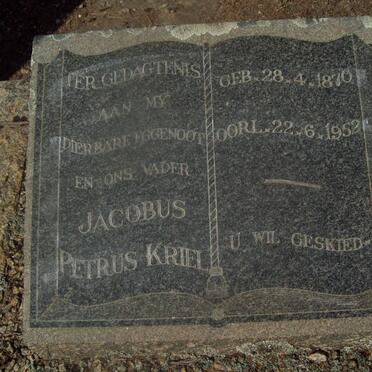 TER GEDAGTENIS
AAN MY
DIERBARE EGGENOOT
EN ONS VADER
JACOBUS
PETRUS KRIEL
GEB. 28-4-1870
OORL. 22-6-1952
U WIL GESKIED